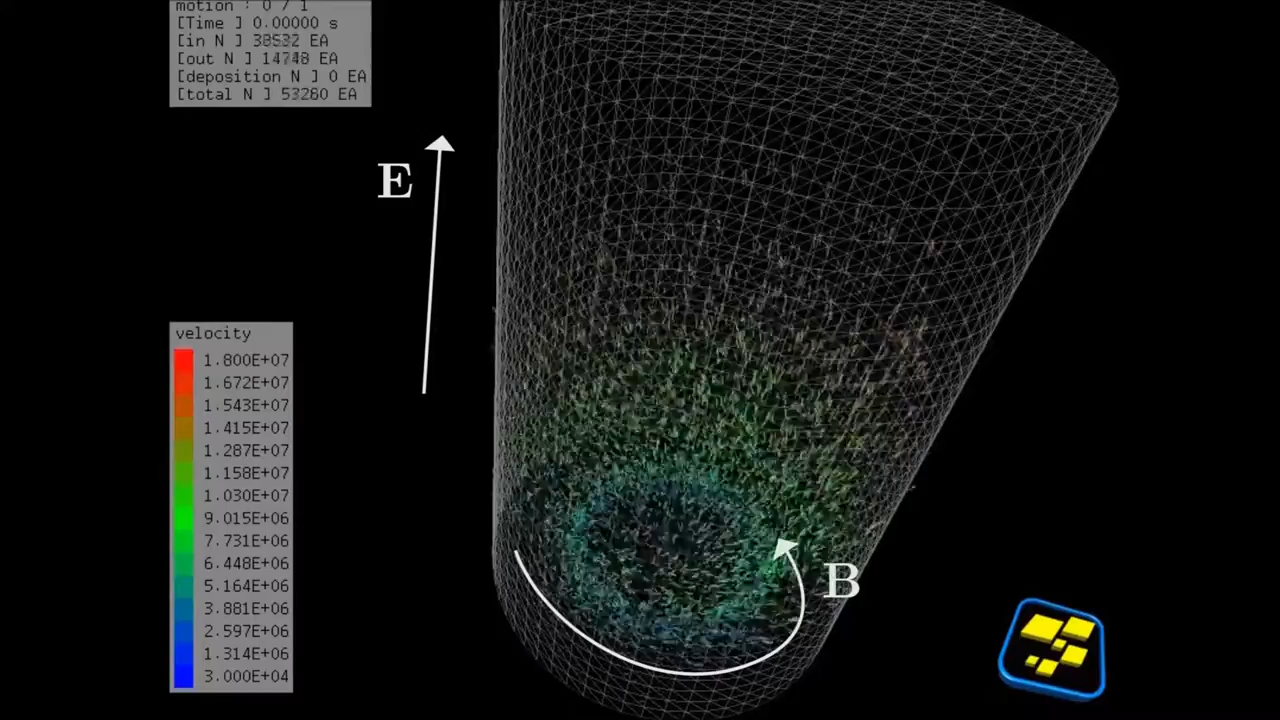 motion : 0 / 1
[Time ] 0.00000 s
[in N ] 38532 EA
[out N ] 14748 EA
[deposition N ] 0 EA
[total N ] 53280 EA
E
velocity
1.800E+07
1.672E+07
1.543E+07
1.415E+07
1.287E+07
1.158E+07
1.030E+07
9.015E+06
7.731E+06
6.448E+06
5.164E+06
3.881E+06
2.597E+06
1.314E+06
3.000E+04
B